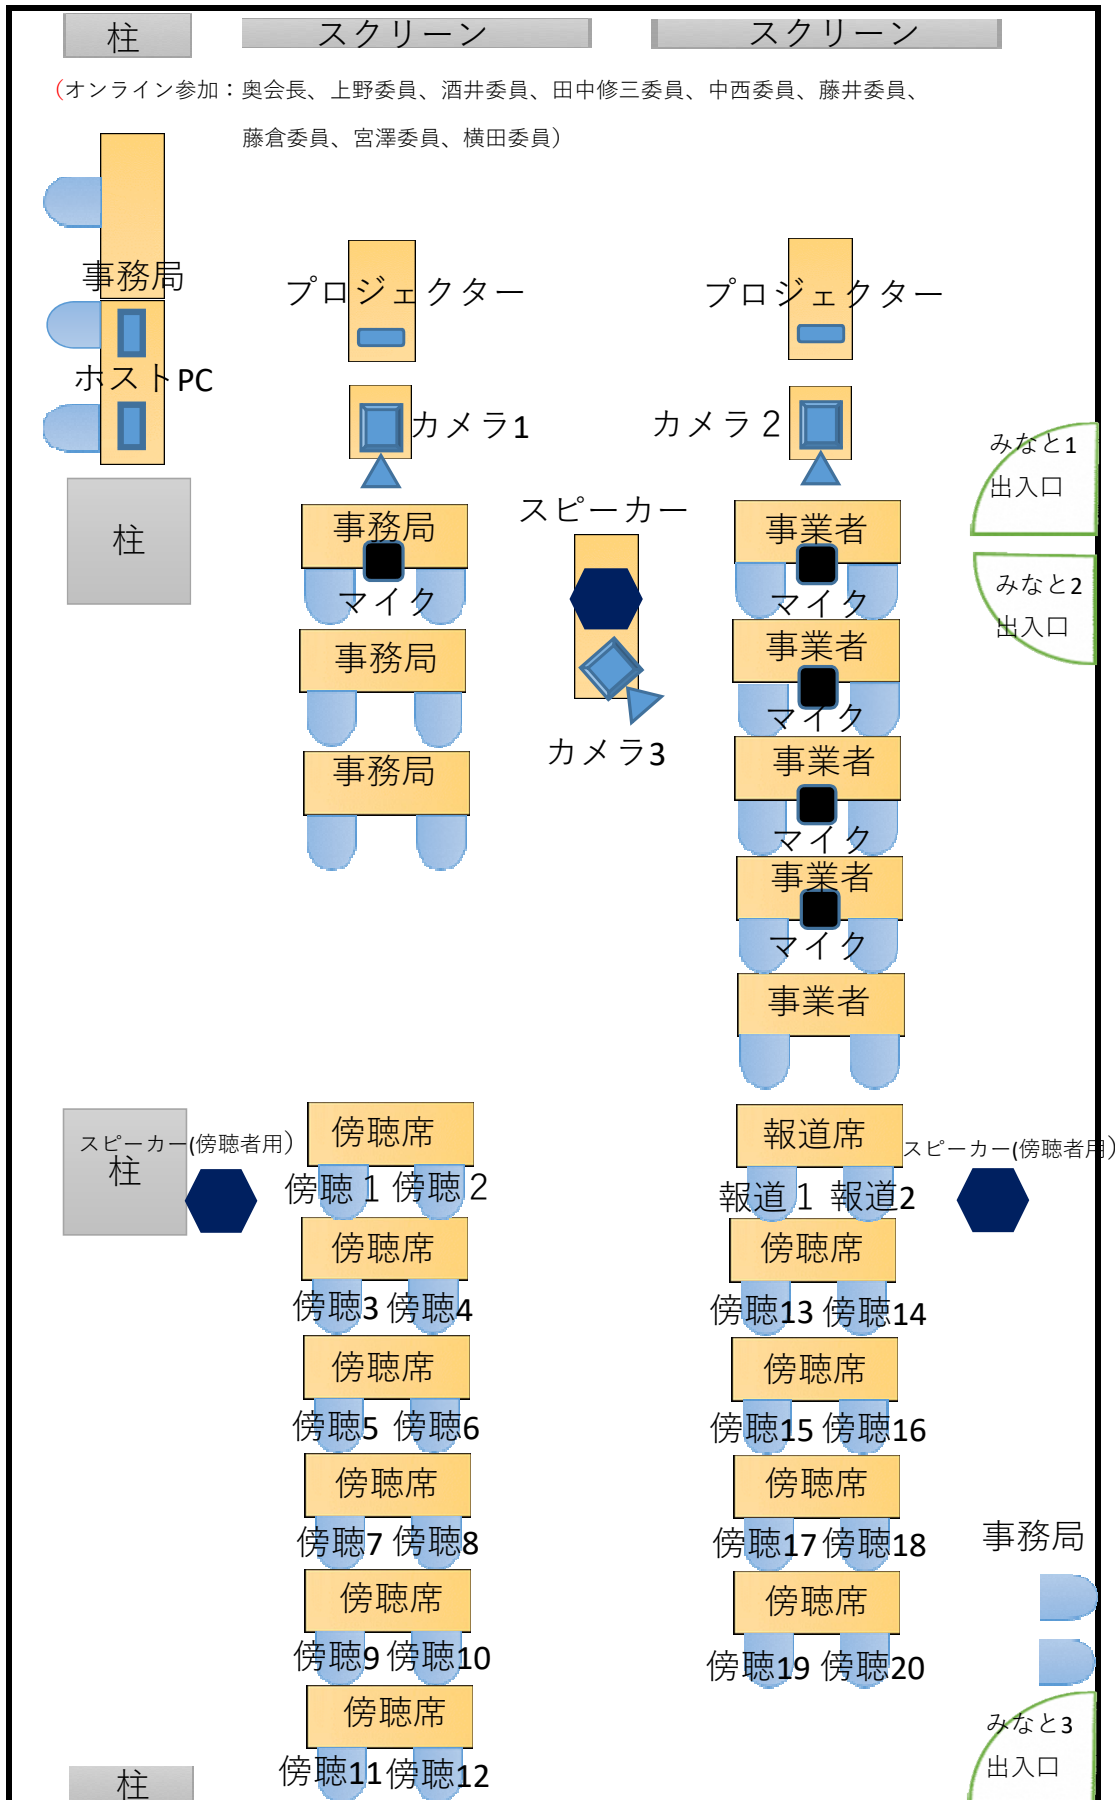 柱
スクリーン
スクリーン
（オンライン参加：奥会長、上野委員、酒井委員、田中修三委員、中西委員、藤井委員、
藤倉委員、宮澤委員、横田委員）
事務局
プロジェクター
プロジェクター
ホストPC
カメラ1
カメラ２
みなと1
出入口
柱
スピーカー
事務局
マイク
事業者
マイク
みなと2
出入口
事務局
事業者
マイク
カメラ3
事務局
事業者
マイク
事業者
マイク
事業者
スピーカー(傍聴者用）
柱
傍聴席
傍聴１ 傍聴２
報道席
報道１ 報道2
スピーカー(傍聴者用）
傍聴席
傍聴3 傍聴4
傍聴席
傍聴13 傍聴14
傍聴席
傍聴5 傍聴6
傍聴席
傍聴15 傍聴16
傍聴席
傍聴7 傍聴8
傍聴席
傍聴17 傍聴18
事務局
傍聴席
傍聴9 傍聴10
傍聴席
傍聴19 傍聴20
傍聴席
傍聴11 傍聴12
みなと3
出入口
柱